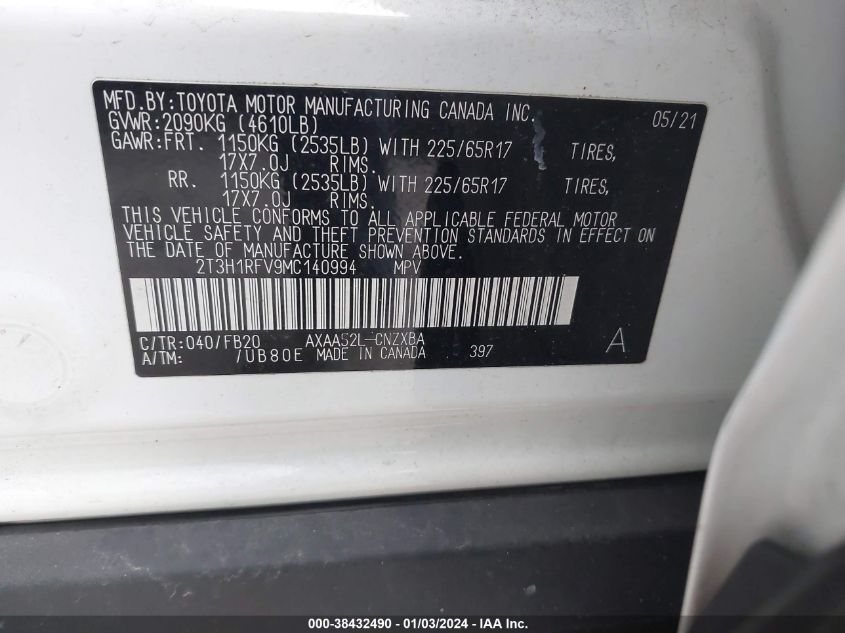 MFD.BY:TOYOTA MOTOR MANUFACTURING CANADA INC. 05/21
GVWR:2090KG (4610LB)
GAWR:FRT. 1150KG (2535LB) WITH 225/65R17 TIRES,
17X7.0J RIMS.
RR. 1150KG (2535LB) WITH 225/65R17 TIRES,
17X7.0J RIMS.
THIS VEHICLE CONFORMS TO ALL APPLICABLE FEDERAL MOTOR
VEHICLE SAFETY AND THEFT PREVENTION STANDARDS IN EFFECT ON
THE DATE OF MANUFACTURE SHOWN ABOVE.
2T3H1RFV9MC140994 MPV
C/TR:040/FB20 AXAA52L-CNZXBA
A/TM: /UB80E MADE IN CANADA 397 A
000-38432490 - 01/03/2024 - IAA Inc.